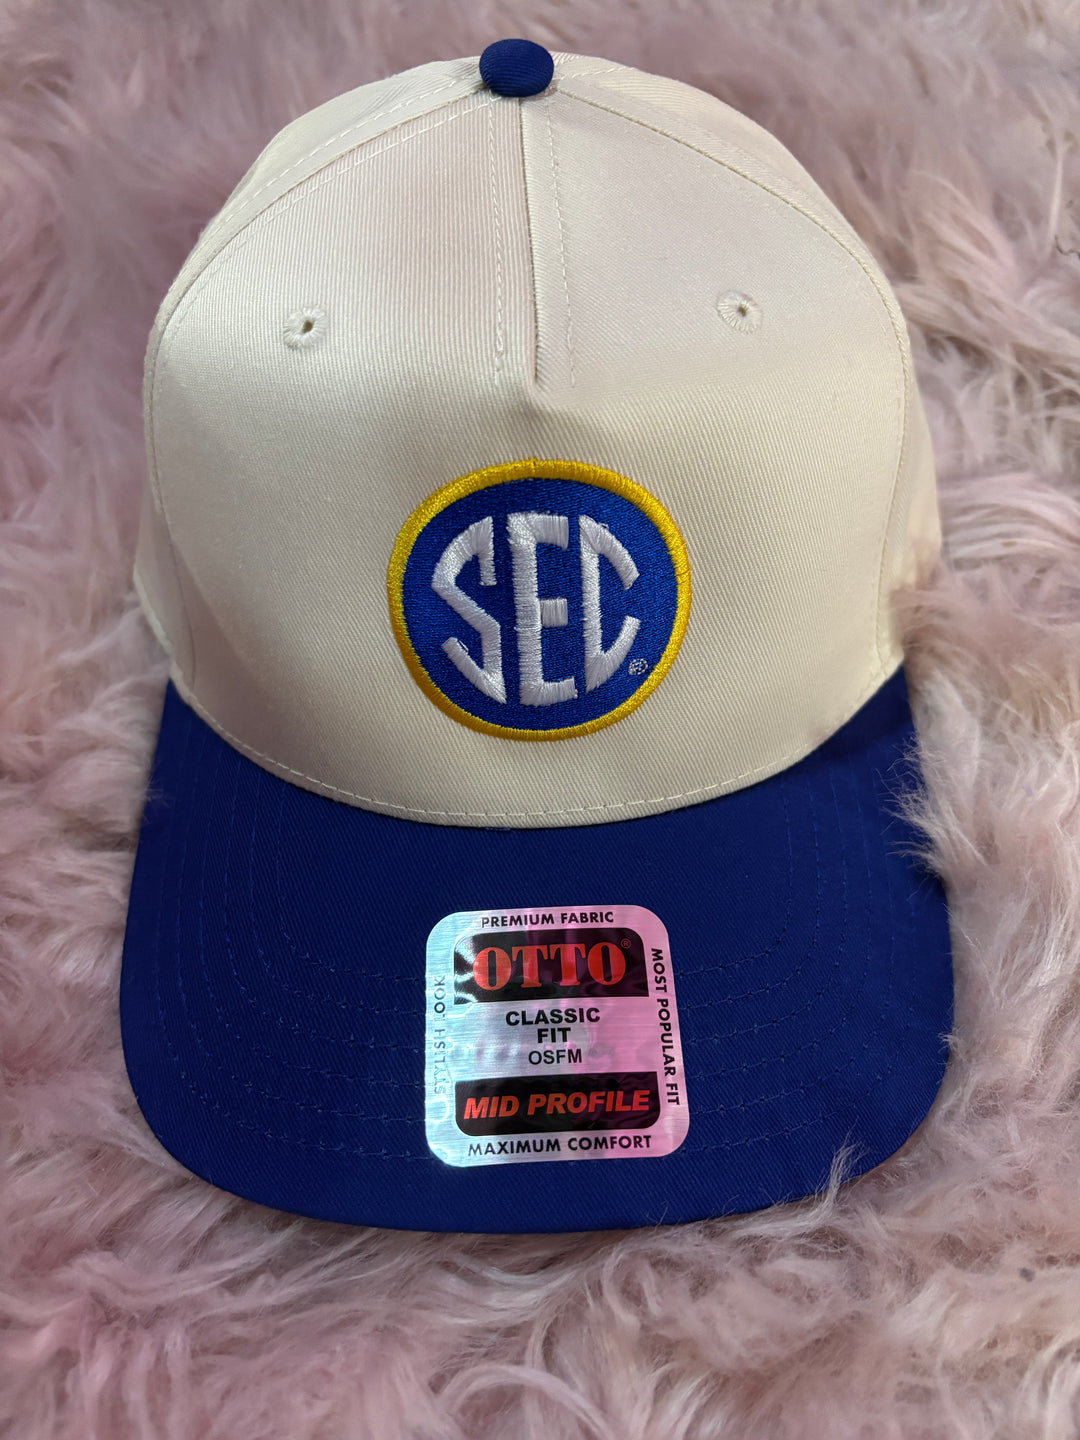 SEC®
PREMIUM FABRIC
OTTO®
STYLISH LOOK
CLASSIC
FIT
OSFM
MOST POPULAR FIT
MID PROFILE
MAXIMUM COMFORT